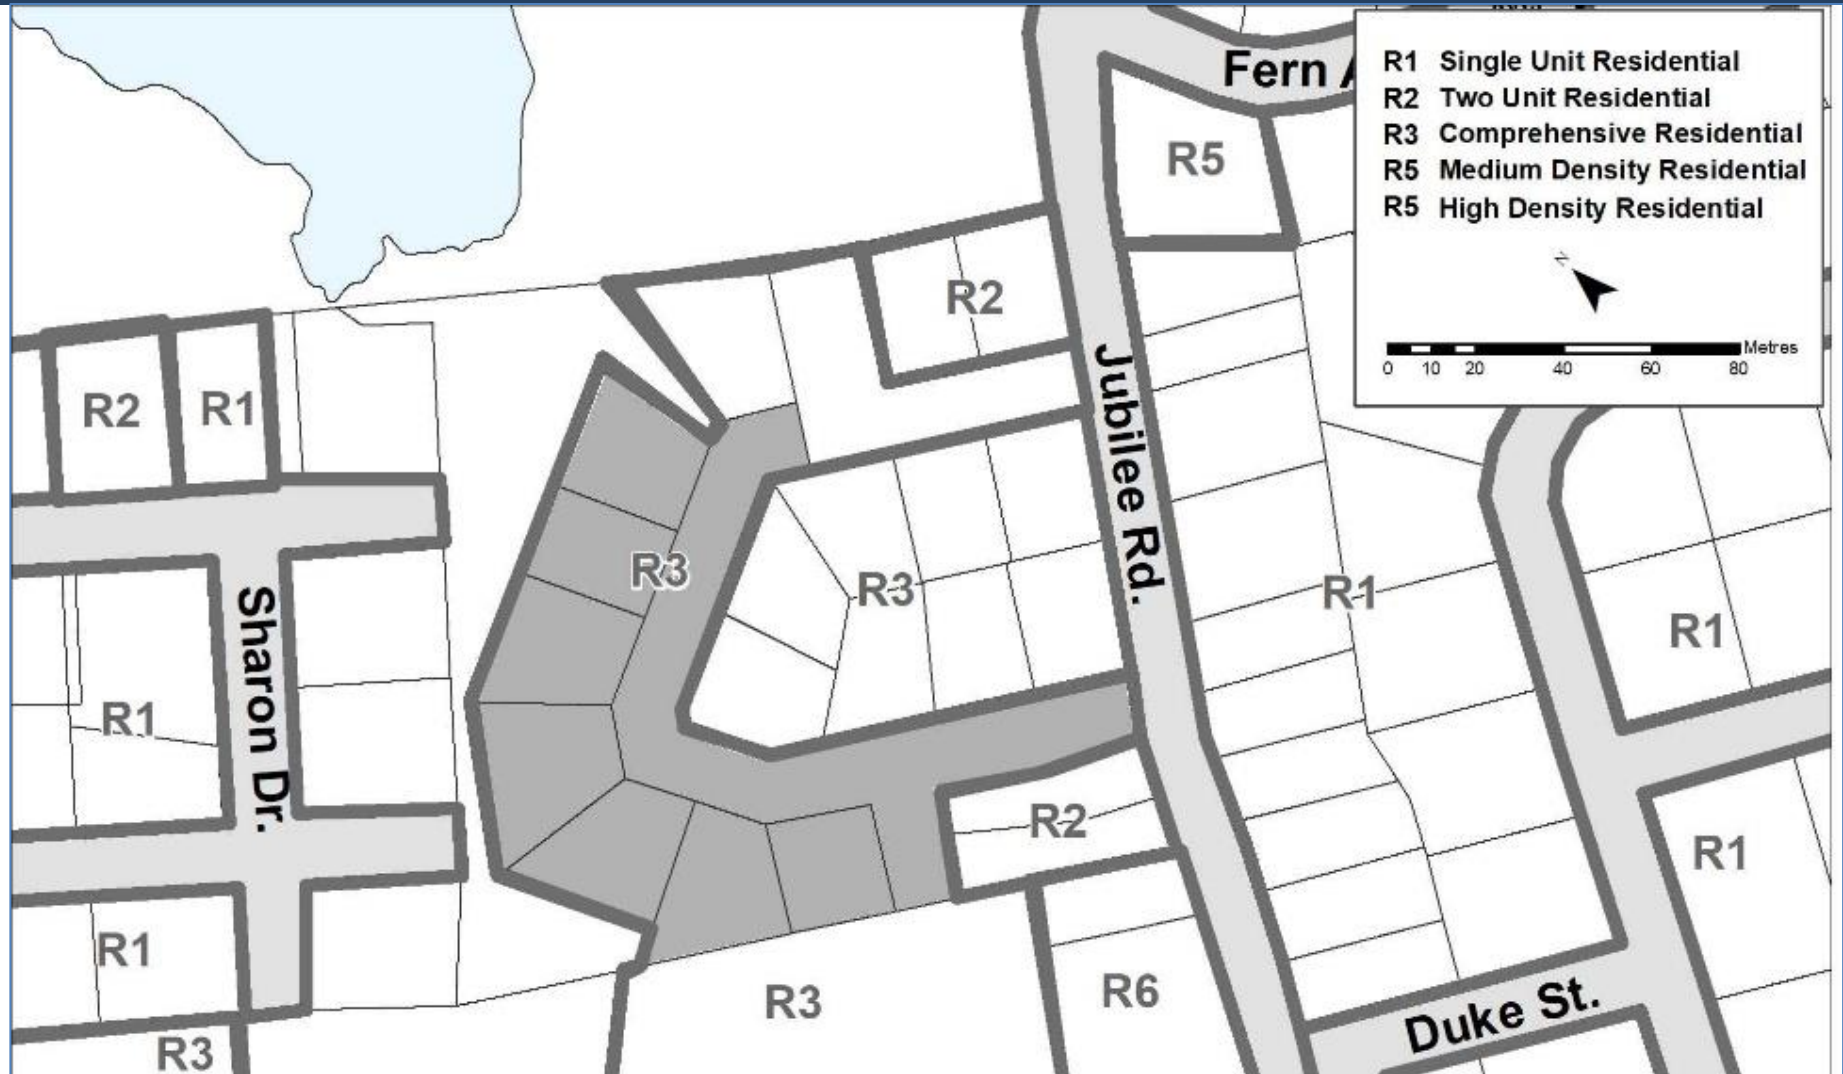 Fern A
R1 Single Unit Residential
R2 Two Unit Residential
R3 Comprehensive Residential
R5 Medium Density Residential
R5 High Density Residential
N
Metres
0 10 20 40 60 80
R5
R2
R2 R1
Jubilee Rd.
R3
R3
R1
R1
Sharon Dr.
R1
R2
R1
R1
R3
R6
Duke St.
R3